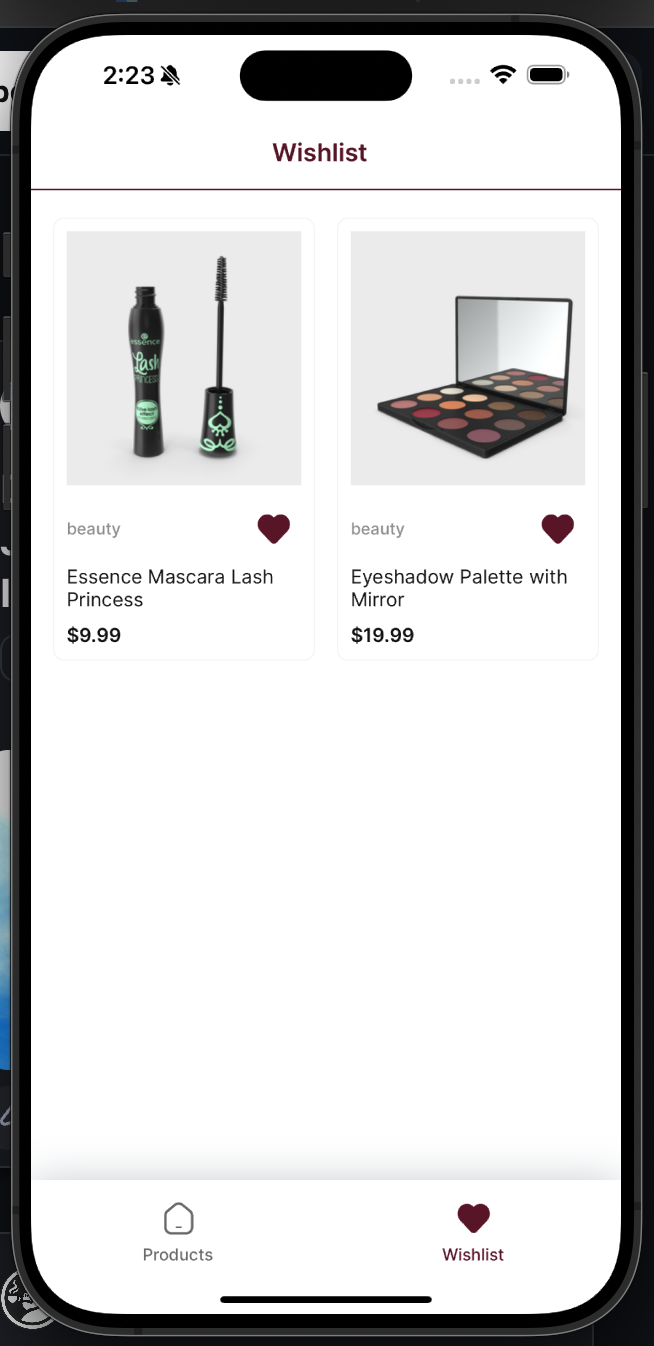 2:23
Wishlist
essence
Lash
PRINCESS
beauty
Essence Mascara Lash
Princess
$9.99
beauty
Eyeshadow Palette with
Mirror
$19.99
Products
Wishlist